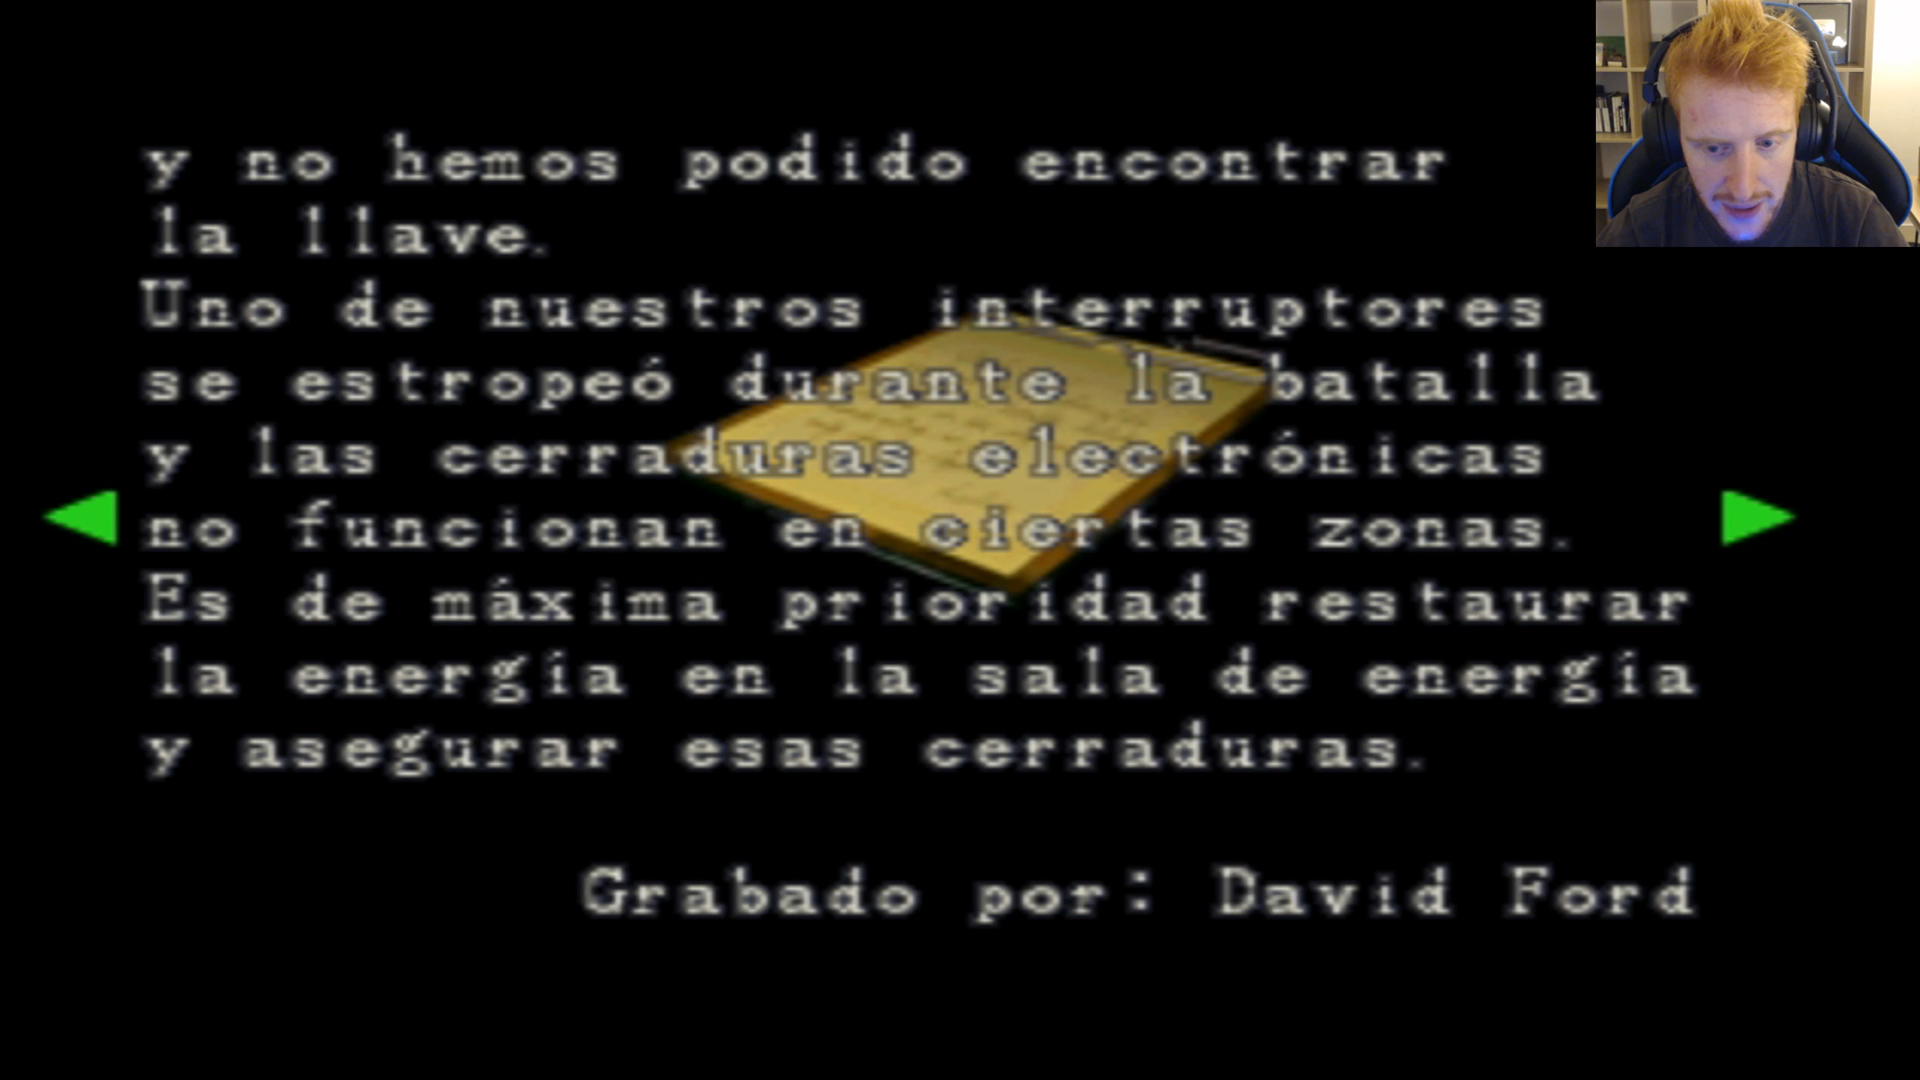 y no hemos podido encontrar
la llave.
Uno de nuestros interruptores
se estropeó durante la batalla
y las cerraduras electrónicas
no funcionan en ciertas zonas.
Es de máxima prioridad restaurar
la energía en la sala de energía
y asegurar esas cerraduras.
Grabado por: David Ford